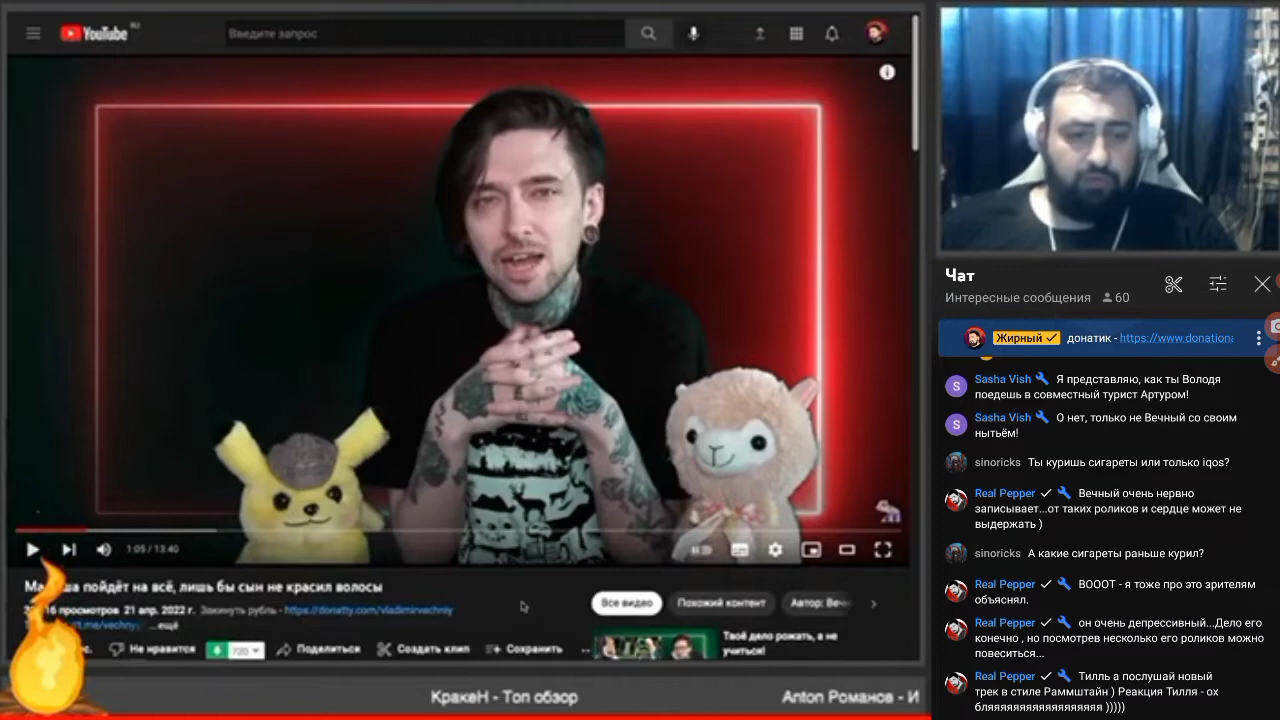 YouTube
RU
Введите запрос
1:05 / 13:40
пойдёт на всё, лишь бы сын не красил волосы
просмотров 21 апр. 2022 г. Закинуть рубль - https://donatty.com/vladimirvechniy
...ещё
Не нравится
720
Поделиться
Создать клип
Сохранить
Все видео
Похожий контент
Автор: Веч
Твоё дело рожать, а не
учиться!
КракеН - Топ обзор
Anton Романов - И
Чат
Интересные сообщения 60
Жирный донатик - https://www.donationa
S
Sasha Vish Я представляю, как ты Володя
поедешь в совместный турист Артуром!
S
Sasha Vish О нет, только не Вечный со своим
нытьём!
sinoricks Ты куришь сигареты или только iqos?
Real Pepper Вечный очень нервно
записывает...от таких роликов и сердце может не
выдержать )
sinoricks А какие сигареты раньше курил?
Real Pepper ВОООТ - я тоже про это зрителям
объяснял.
Real Pepper он очень депрессивный...Дело его
конечно , но посмотрев несколько его роликов можно
повеситься...
Real Pepper Тилль а послушай новый
трек в стиле Раммштайн ) Реакция Тилля - ох
бляяяяяяяяяяяяяяяяяя )))))